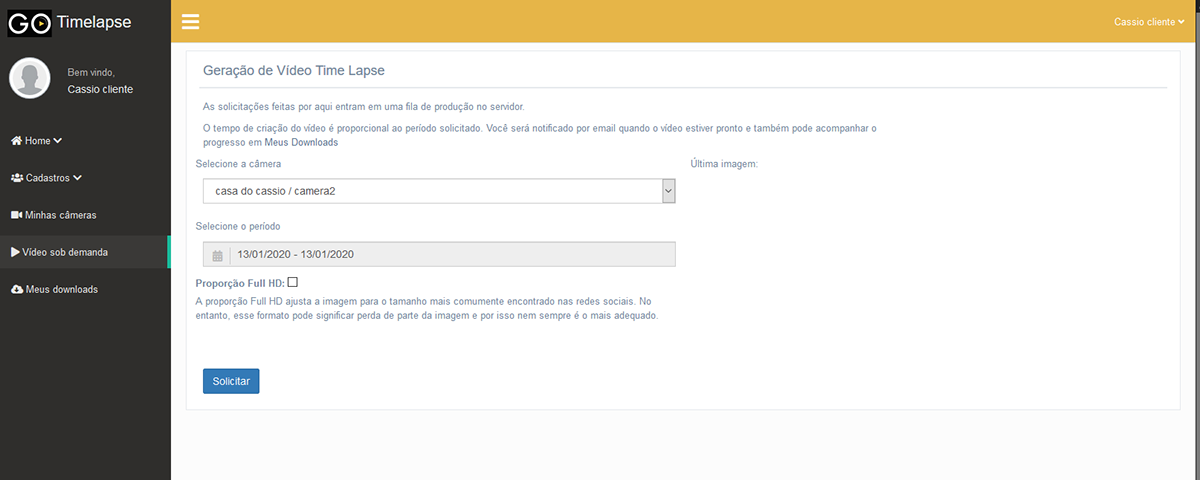 GO Timelapse
Cassio cliente
Bem vindo,
Cassio cliente
Home
Cadastros
Minhas câmeras
Vídeo sob demanda
Meus downloads
Geração de Vídeo Time Lapse
As solicitações feitas por aqui entram em uma fila de produção no servidor.
O tempo de criação do vídeo é proporcional ao período solicitado. Você será notificado por email quando o vídeo estiver pronto e também pode acompanhar o
progresso em Meus Downloads
Selecione a câmera
Última imagem:
casa do cassio / camera2
Selecione o período
13/01/2020 - 13/01/2020
Proporção Full HD:
A proporção Full HD ajusta a imagem para o tamanho mais comumente encontrado nas redes sociais. No
entanto, esse formato pode significar perda de parte da imagem e por isso nem sempre é o mais adequado.
Solicitar